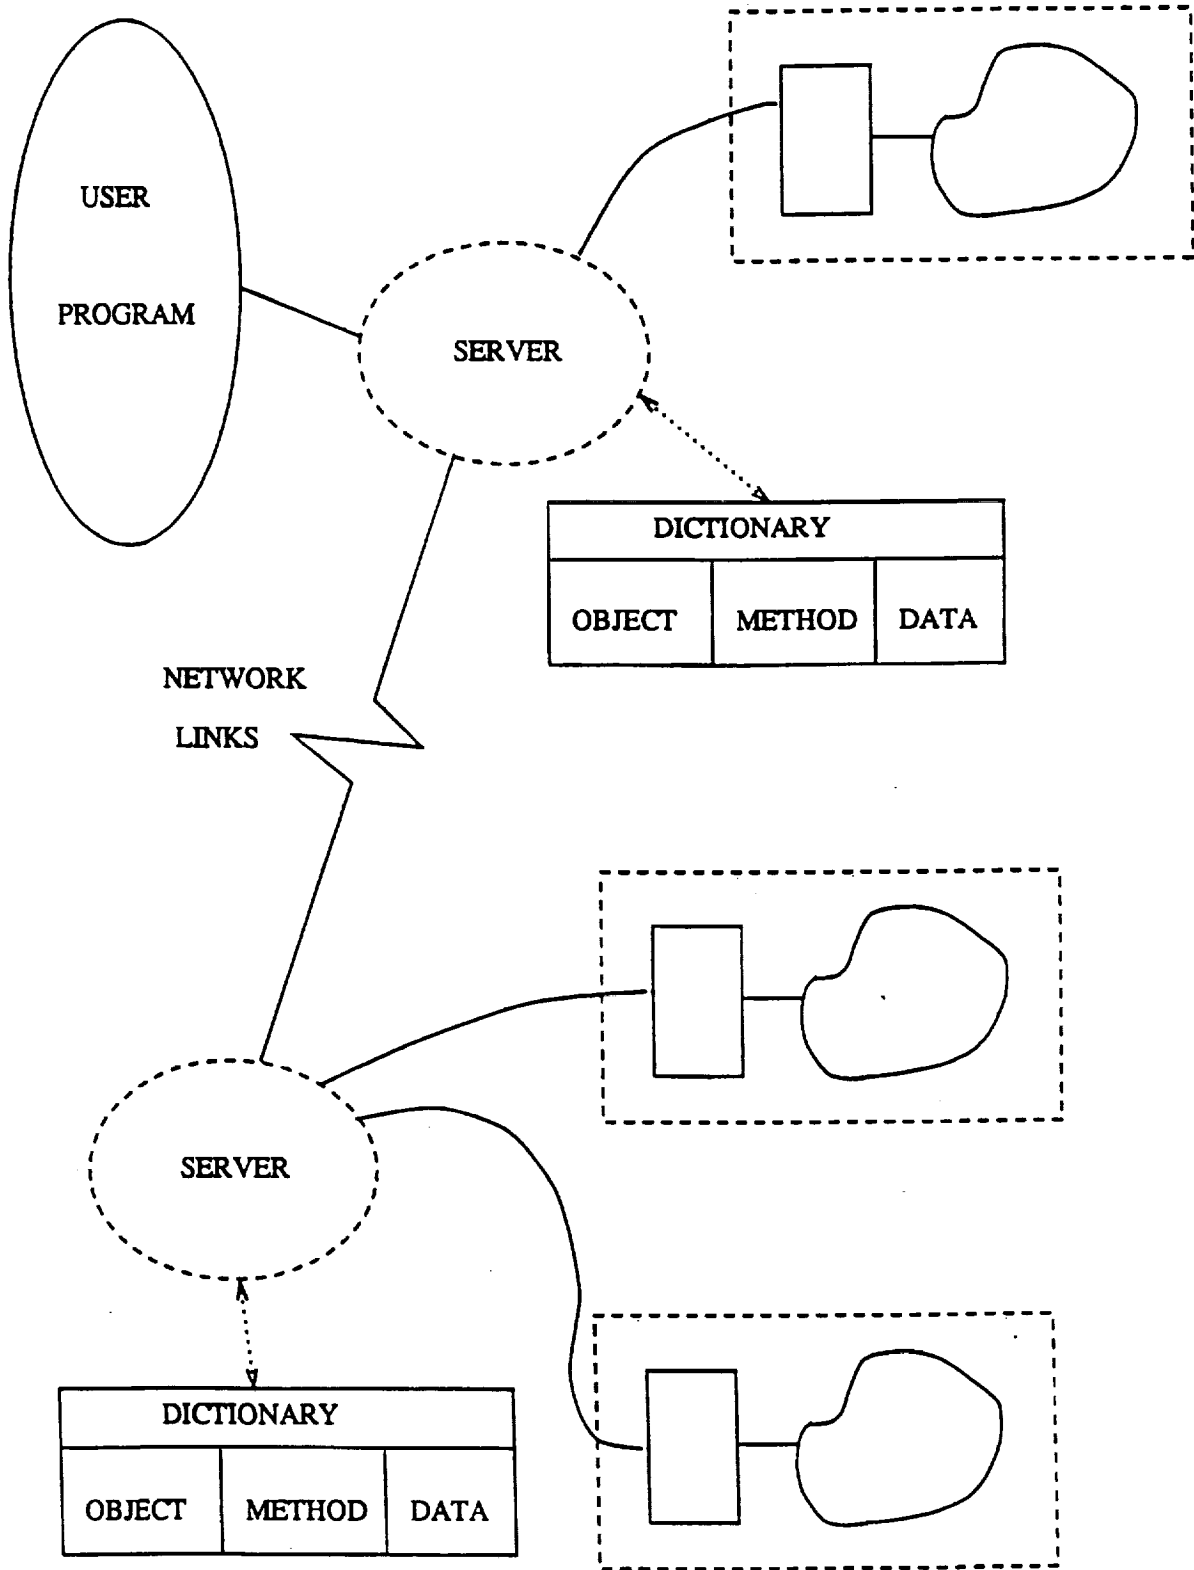 USER
PROGRAM
SERVER
DICTIONARY
OBJECT METHOD DATA
NETWORK
LINKS
SERVER
DICTIONARY
OBJECT METHOD DATA